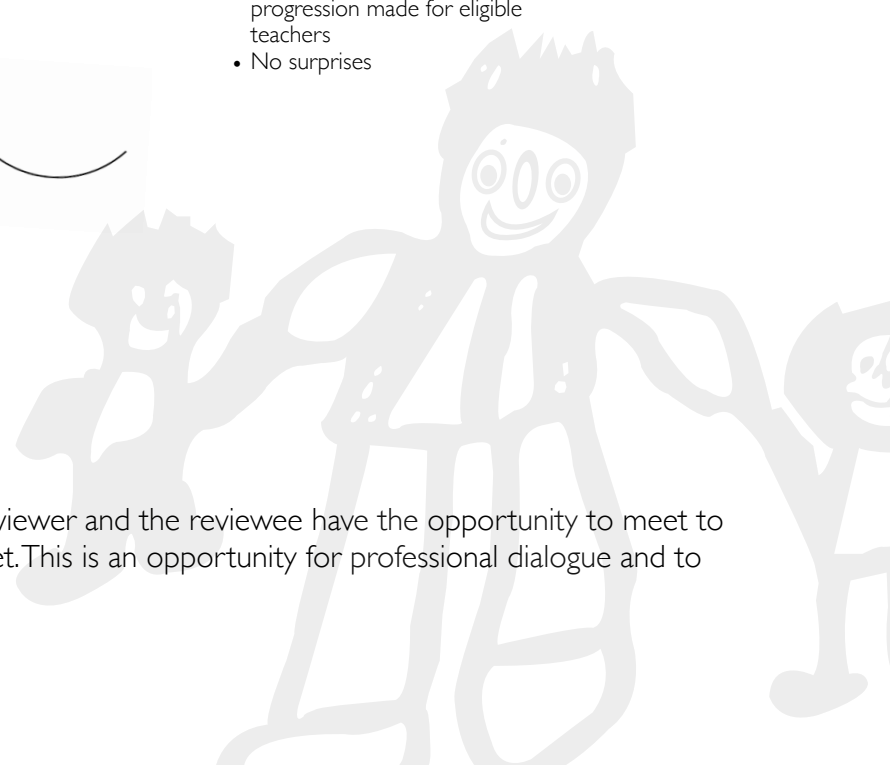 progression made for eligible
teachers
• No surprises
viewer and the reviewee have the opportunity to meet to
et. This is an opportunity for professional dialogue and to